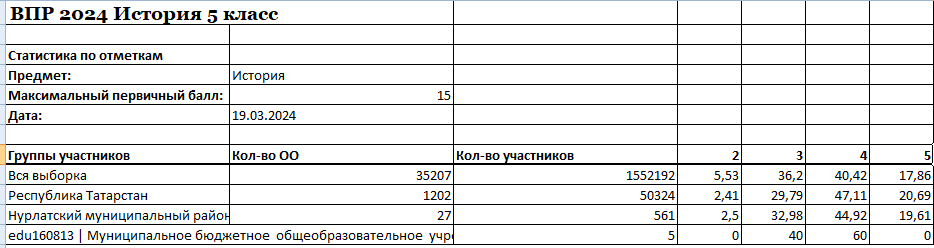 ВПР 2024 История 5 класс
Статистика по отметкам
Предмет: История
Максимальный первичный балл: 15
Дата: 19.03.2024
Группы участников Кол-во ОО Кол-во участников 2 3 4 5
Вся выборка 35207 1552192 5,53 36,2 40,42 17,86
Республика Татарстан 1202 50324 2,41 29,79 47,11 20,69
Нурлатский муниципальный район 27 561 2,5 32,98 44,92 19,61
edu160813 | Муниципальное бюджетное общеобразовательное учре 5 0 40 60 0